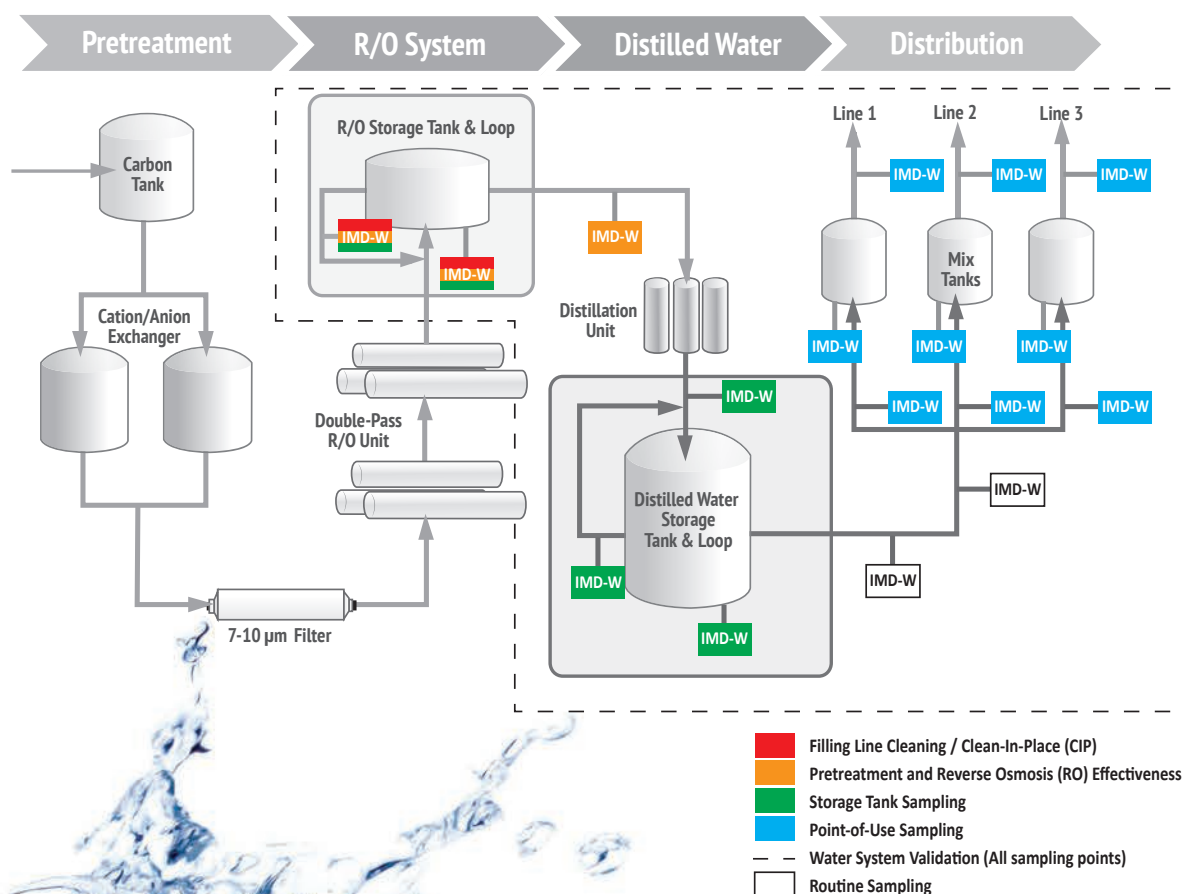 Pretreatment
R/O System
Distilled Water
Distribution
Carbon
Tank
Cation/Anion
Exchanger
7-10 µm Filter
R/O Storage Tank & Loop
IMD-W
IMD-W
Double-Pass
R/O Unit
IMD-W
Distillation
Unit
IMD-W
Distilled Water
Storage
Tank & Loop
IMD-W
IMD-W
Line 1
Line 2
Line 3
IMD-W
IMD-W
IMD-W
Mix
Tanks
IMD-W
IMD-W
IMD-W
IMD-W
IMD-W
IMD-W
IMD-W
IMD-W
Filling Line Cleaning / Clean-In-Place (CIP)
Pretreatment and Reverse Osmosis (RO) Effectiveness
Storage Tank Sampling
Point-of-Use Sampling
Water System Validation (All sampling points)
Routine Sampling